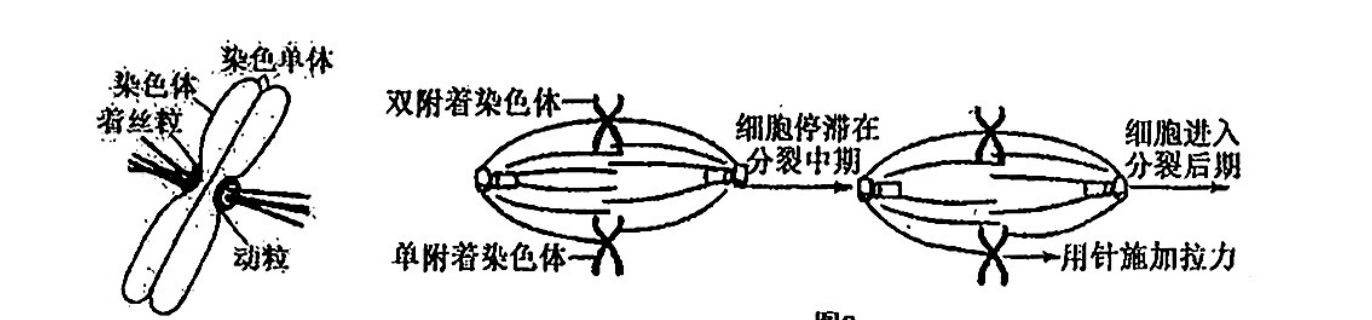 染色单体
染色体
着丝粒
动粒
双附着染色体
单附着染色体
细胞停滞在
分裂中期
细胞进入
分裂后期
用针施加拉力